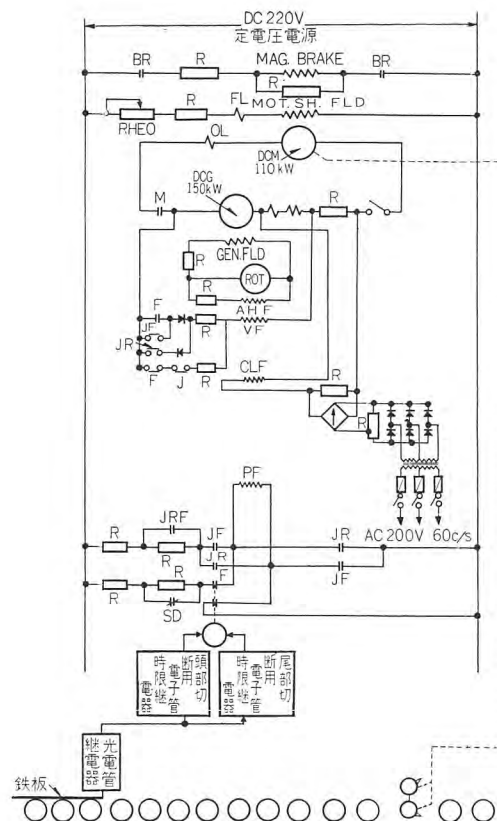 DC 220V
定電圧電源
BR
R
MAG. BRAKE
BR
R
RHEO
R
FL
MOT. SH. FLD
OL
DCM
110kW
DCG
150kW
M
R
GEN. FLD
R
ROT
R
AHF
F
JF
R
VF
JR
F
J
R
CLF
R
R
PF
AC 200V 60c/s
JRF
R
R
JF
JR
JR
R
R
F
JF
SD
頭部切
断用
電子管
時限継
電器
尾部切
断用
電子管
時限継
電器
光電管
継電器
鉄板